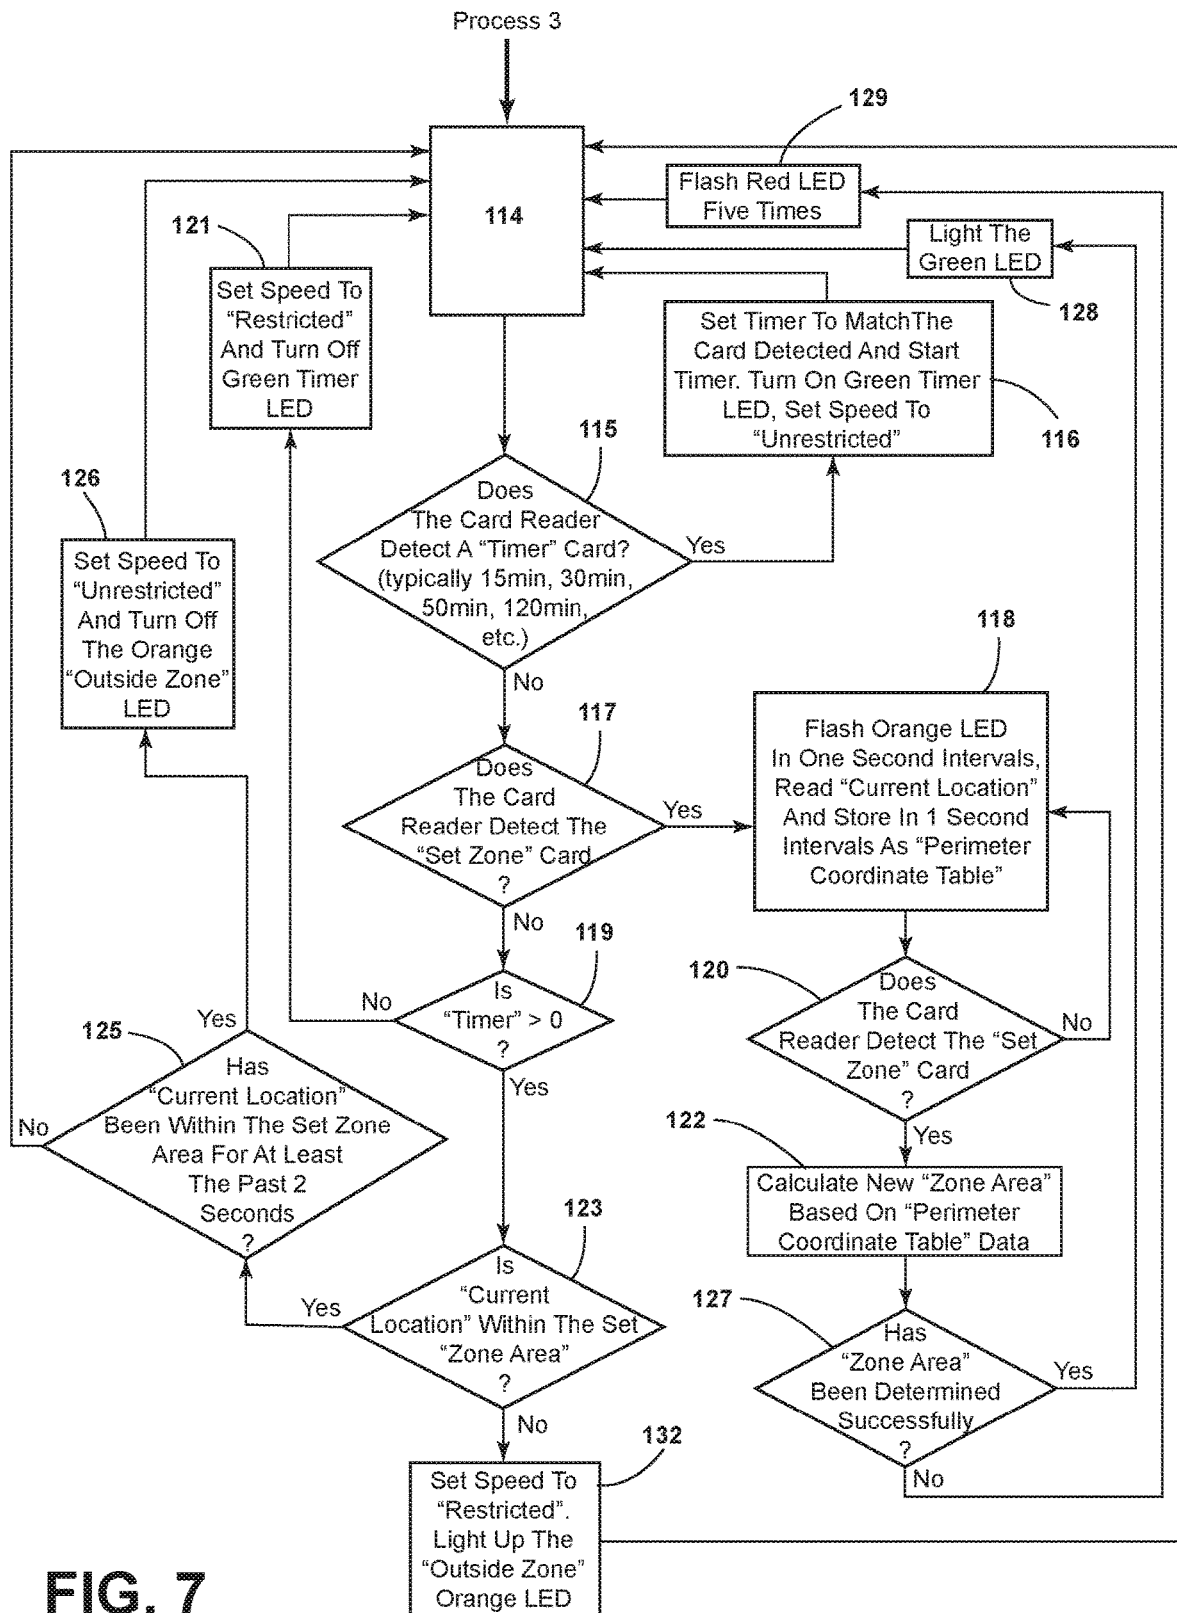 Process 3
129
114
Flash Red LED
Five Times
121
Light The
Green LED
128
Set Speed To
“Restricted”
And Turn Off
Green Timer
LED
Set Timer To MatchThe
Card Detected And Start
Timer. Turn On Green Timer
LED, Set Speed To
“Unrestricted”
116
115
Does
The Card Reader
Detect A “Timer” Card?
(typically 15min, 30min,
50min, 120min,
etc.)
Yes
No
126
Set Speed To
“Unrestricted”
And Turn Off
The Orange
“Outside Zone”
LED
118
Flash Orange LED
In One Second Intervals,
Read “Current Location”
And Store In 1 Second
Intervals As “Perimeter
Coordinate Table”
117
Does
The Card
Reader Detect The
“Set Zone” Card
?
Yes
No
119
Is
“Timer” > 0
?
No
Yes
120
Does
The Card
Reader Detect The “Set
Zone” Card
?
No
Yes
125
Yes
Has
“Current Location”
Been Within The Set Zone
Area For At Least
The Past 2
Seconds
?
No
122
Calculate New “Zone Area”
Based On “Perimeter
Coordinate Table” Data
123
Is
“Current
Location” Within The Set
“Zone Area”
?
Yes
No
127
Has
“Zone Area”
Been Determined
Successfully
?
Yes
No
132
Set Speed To
“Restricted”.
Light Up The
“Outside Zone”
Orange LED
FIG. 7